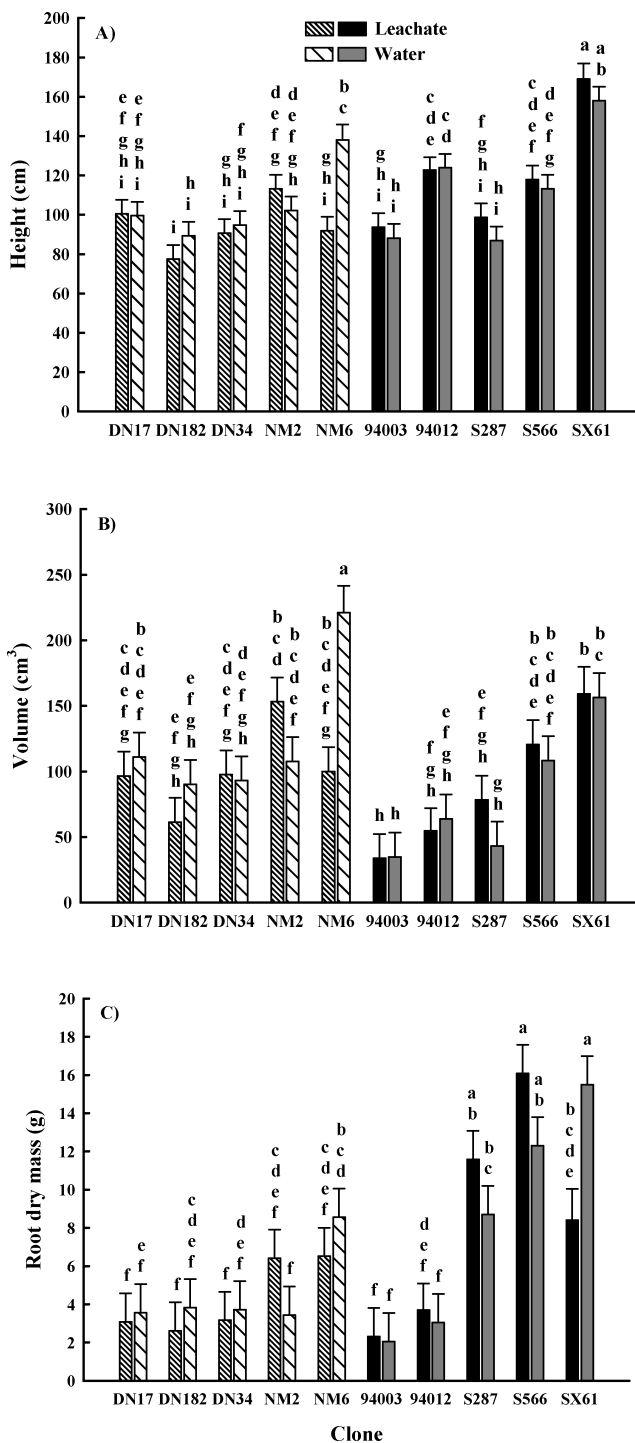 A)
Leachate
Water
Height (cm)
200
180
160
140
120
100
80
60
40
20
0
e f g h i
e f g h i
i
h i
g h i
f g h i
d e f g
d e f g h
g h i
b c
g h i
h i
c d e
c d
f g h i
h i
c d e f
d e f g
a
a b
DN17 DN182 DN34 NM2 NM6 94003 94012 S287 S566 SX61
B)
Volume (cm³)
300
250
200
150
100
50
0
c d e f g
b c d e f
e f g h
e f g h
c d e f g
d e f g h
b c d
b c d e f
b c d e f g
a
h
h
f g h
e f g h
e f g h
g h
b c d e
b c d e f
b
b c
DN17 DN182 DN34 NM2 NM6 94003 94012 S287 S566 SX61
C)
Root dry mass (g)
20
18
16
14
12
10
8
6
4
2
0
f
e f
f
c d e f
f
d e f
c d e f
f
c d e f
b c d
f
f
d e f
f
a b
b c
a
a b
b c d e
a
DN17 DN182 DN34 NM2 NM6 94003 94012 S287 S566 SX61
Clone